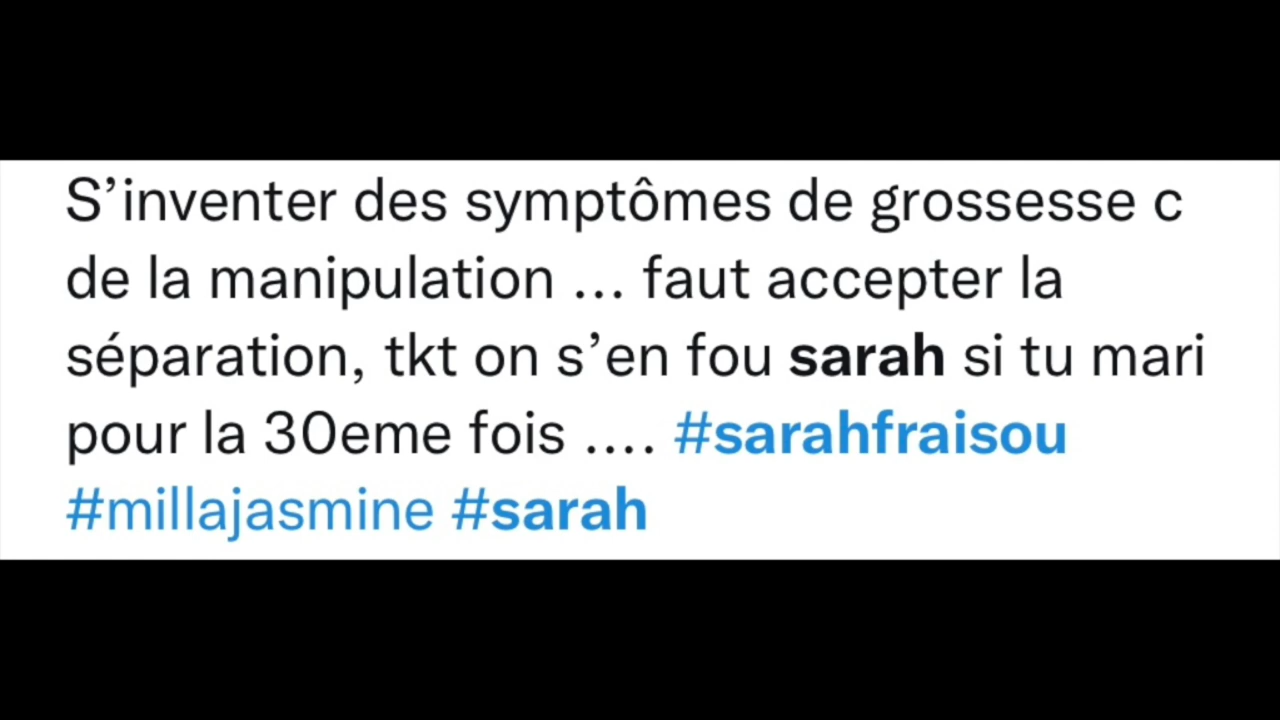 S’inventer des symptômes de grossesse c
de la manipulation ... faut accepter la
séparation, tkt on s’en fou sarah si tu mari
pour la 30eme fois .... #sarahfraisou
#millajasmine #sarah